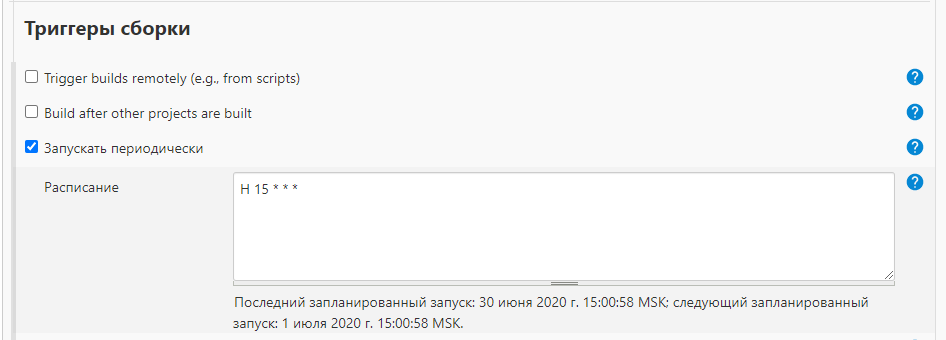 Триггеры сборки
Trigger builds remotely (e.g., from scripts)
?
Build after other projects are built
?
Запускать периодически
?
Расписание
H 15 * * *
?
Последний запланированный запуск: 30 июня 2020 г. 15:00:58 MSK; следующий запланированный
запуск: 1 июля 2020 г. 15:00:58 MSK.